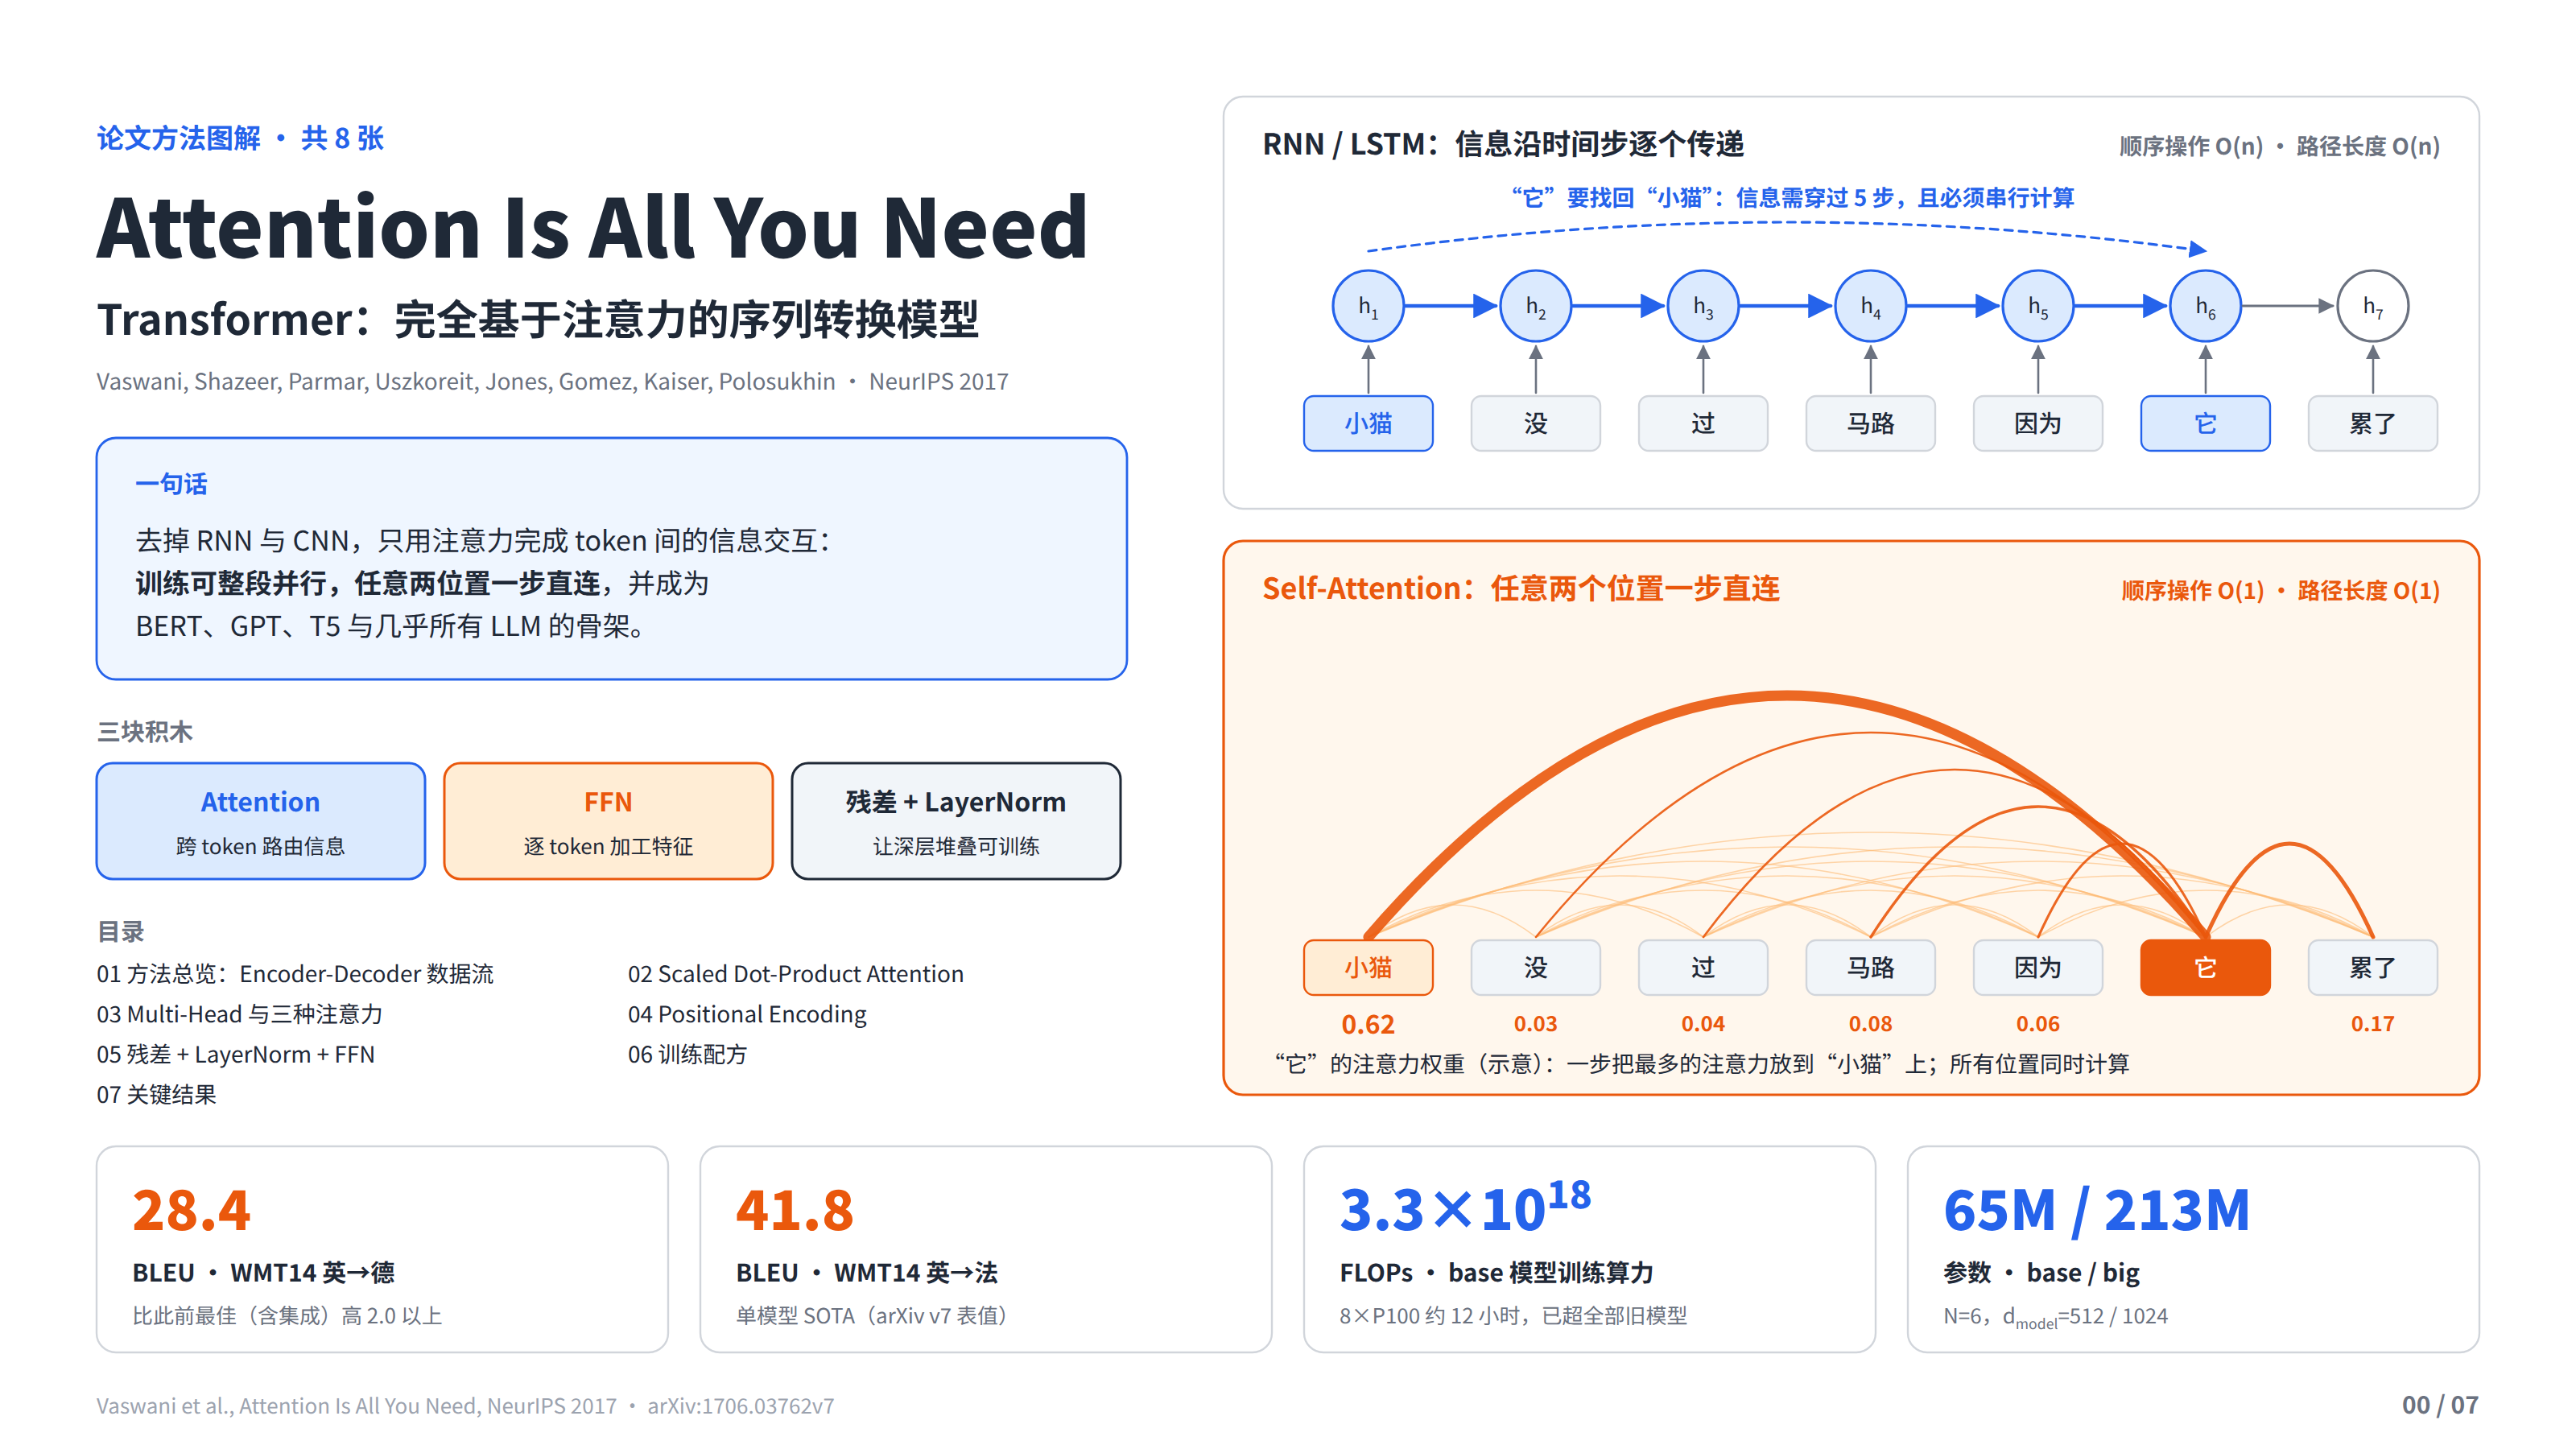 论文方法图解 · 共 8 张
Attention Is All You Need
Transformer：完全基于注意力的序列转换模型
Vaswani, Shazeer, Parmar, Uszkoreit, Jones, Gomez, Kaiser, Polosukhin · NeurIPS 2017
一句话
去掉 RNN 与 CNN，只用注意力完成 token 间的信息交互：
训练可整段并行，任意两位置一步直连，并成为
BERT、GPT、T5 与几乎所有 LLM 的骨架。
三块积木
Attention
跨 token 路由信息
FFN
逐 token 加工特征
残差 + LayerNorm
让深层堆叠可训练
目录
01 方法总览：Encoder-Decoder 数据流
02 Scaled Dot-Product Attention
03 Multi-Head 与三种注意力
04 Positional Encoding
05 残差 + LayerNorm + FFN
06 训练配方
07 关键结果
RNN / LSTM：信息沿时间步逐个传递
顺序操作 O(n) · 路径长度 O(n)
“它”要找回“小猫”：信息需穿过 5 步，且必须串行计算
h₁ h₂ h₃ h₄ h₅ h₆ h₇
小猫 没 过 马路 因为 它 累了
Self-Attention：任意两个位置一步直连
顺序操作 O(1) · 路径长度 O(1)
小猫 没 过 马路 因为 它 累了
0.62 0.03 0.04 0.08 0.06 0.17
“它”的注意力权重（示意）：一步把最多的注意力放到“小猫”上；所有位置同时计算
28.4
BLEU · WMT14 英→德
比此前最佳（含集成）高 2.0 以上
41.8
BLEU · WMT14 英→法
单模型 SOTA（arXiv v7 表值）
3.3×10¹⁸
FLOPs · base 模型训练算力
8×P100 约 12 小时，已超全部旧模型
65M / 213M
参数 · base / big
N=6，d_model=512 / 1024
Vaswani et al., Attention Is All You Need, NeurIPS 2017 · arXiv:1706.03762v7
00 / 07